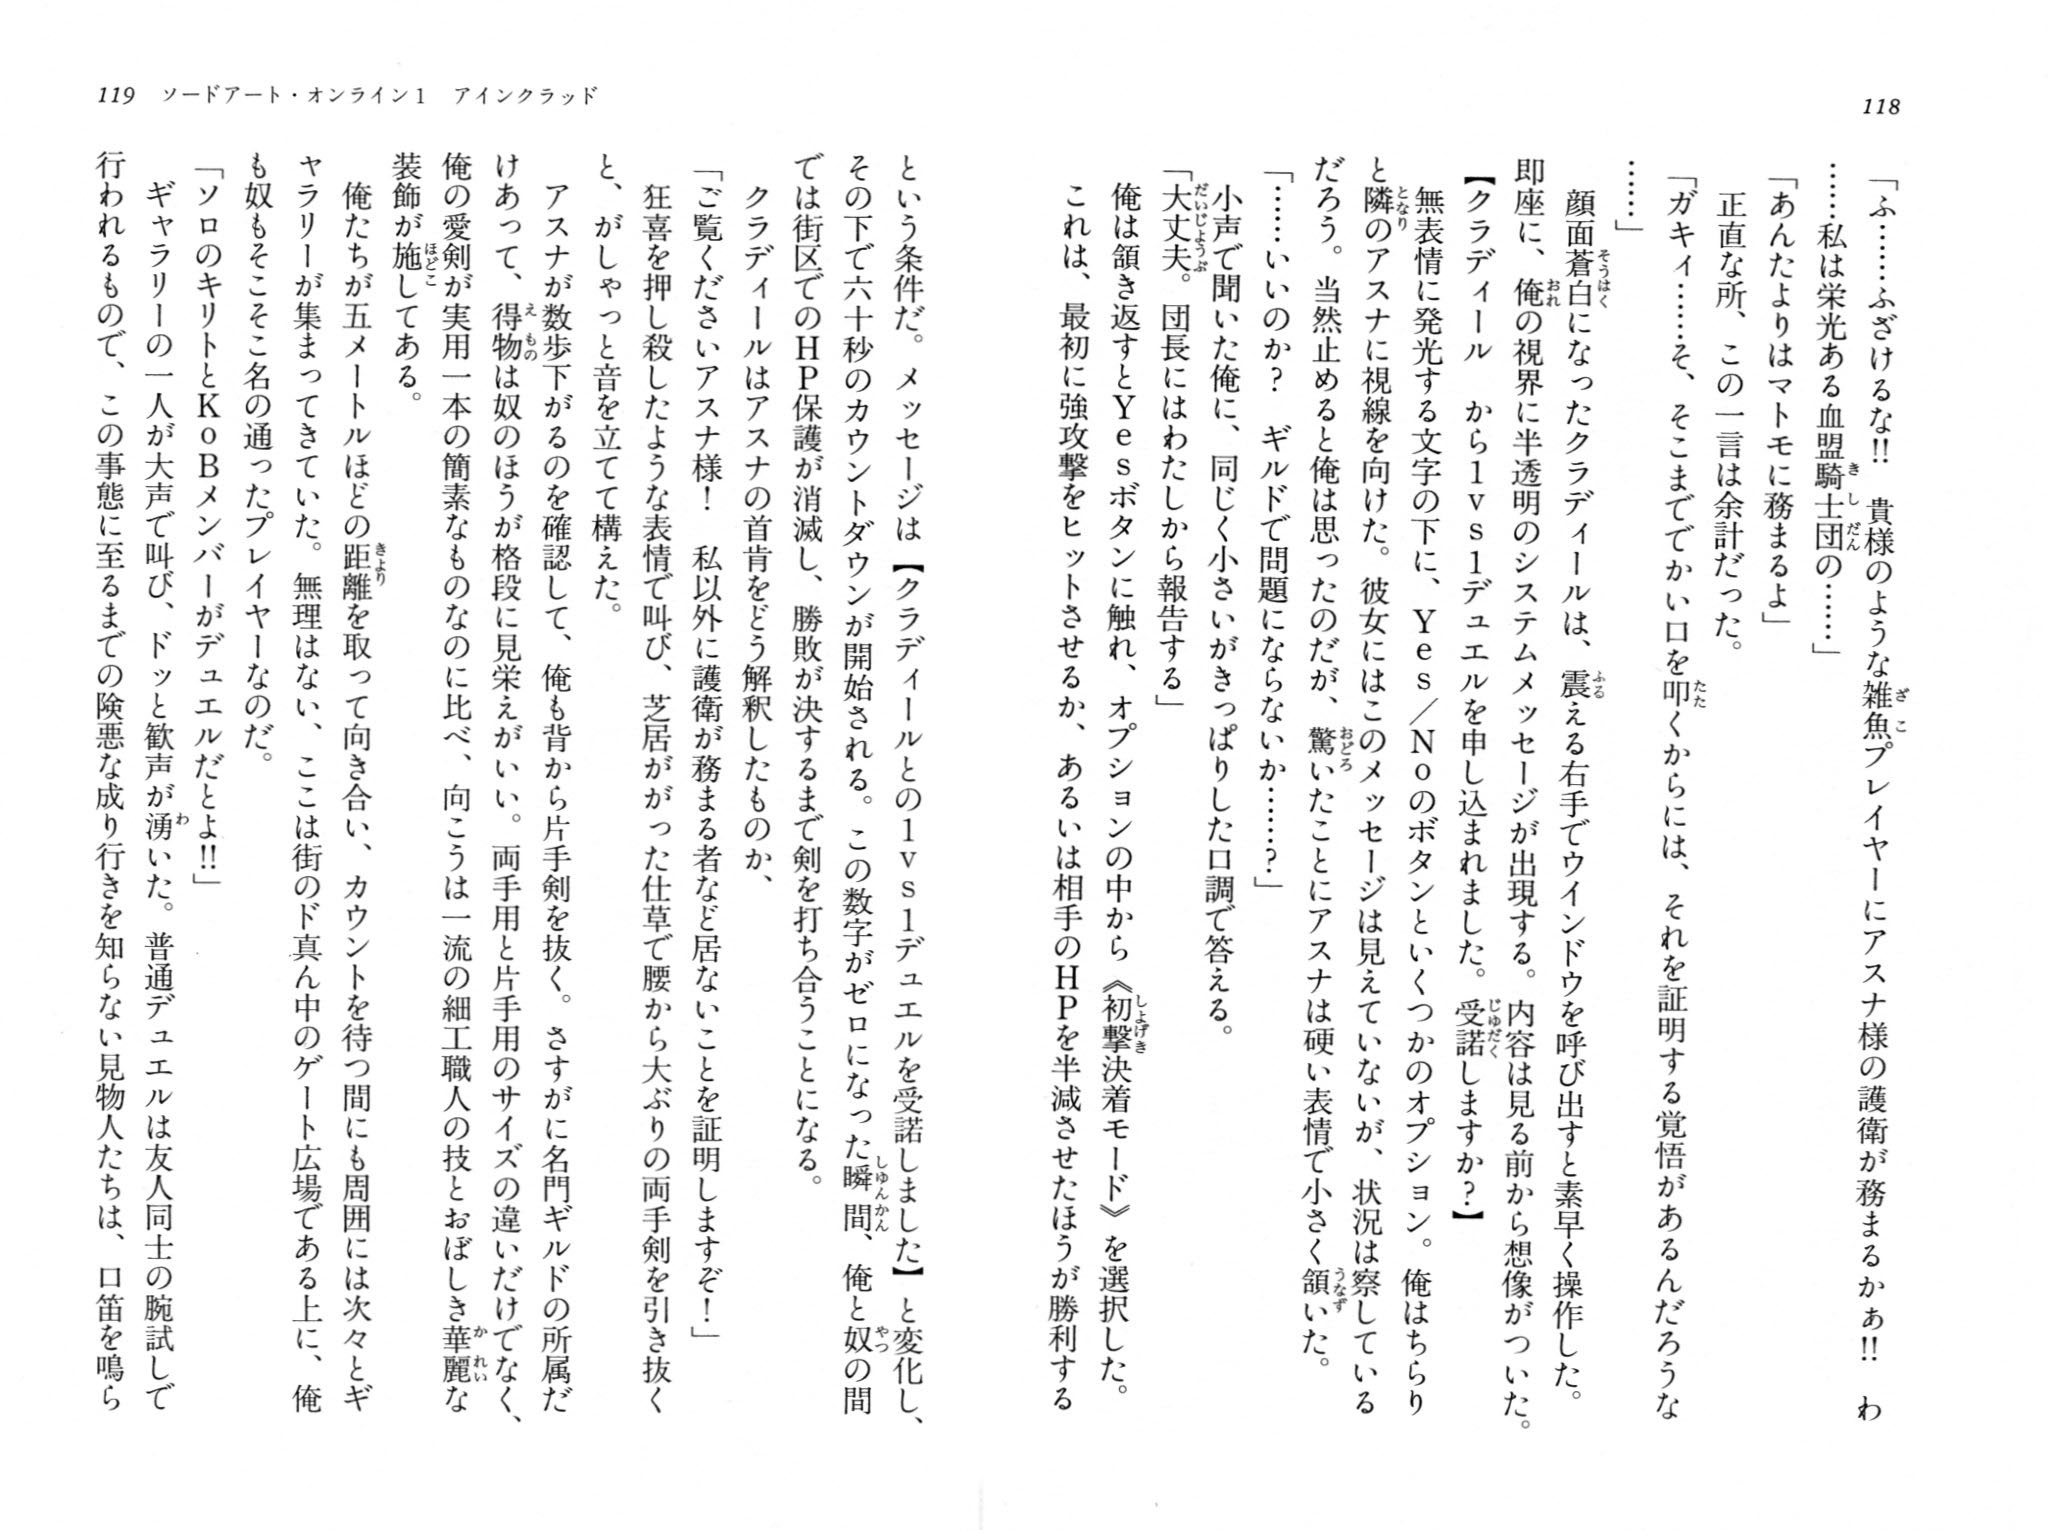 118
「ふ……ふざけるな!! 貴様のような雑魚プレイヤーにアスナ様の護衛が務まるかぁ!! わ
……私は栄光ある血盟騎士団の……」
「あんたよりはマトモに務まるよ」
正直な所、この一言は余計だった。
「ガキィ……そ、そこまででかい口を叩くからには、それを証明する覚悟があるんだろうな
……」
顔面蒼白になったクラディールは、震える右手でウインドウを呼び出すと素早く操作した。
即座に、俺の視界に半透明のシステムメッセージが出現する。内容は見る前から想像がついた。
【クラディール から1vs1デュエルを申し込まれました。受諾しますか?】
無表情に発光する文字の下に、Yes/Noのボタンといくつかのオプション。俺はちらり
と隣のアスナに視線を向けた。彼女にはこのメッセージは見えていないが、状況は察している
だろう。当然止めると俺は思ったのだが、驚いたことにアスナは硬い表情で小さく頷いた。
「……いいのか? ギルドで問題にならないか……?」
小声で聞いた俺に、同じく小さいがきっぱりした口調で答える。
「大丈夫。団長にはわたしから報告する」
俺は頷き返すとYesボタンに触れ、オプションの中から《初撃決着モード》を選択した。
これは、最初に強攻撃をヒットさせるか、あるいは相手のHPを半減させたほうが勝利する
119 ソードアート・オンライン1 アインクラッド
という条件だ。メッセージは【クラディールとの1vs1デュエルを受諾しました】と変化し、
その下で六十秒のカウントダウンが開始される。この数字がゼロになった瞬間、俺と奴の間
では街区でのHP保護が消滅し、勝敗が決するまで剣を打ち合うことになる。
クラディールはアスナの首肯をどう解釈したものか、
「ご覧くださいアスナ様! 私以外に護衛が務まる者など居ないことを証明しますぞ!」
狂喜を押し殺したような表情で叫び、芝居がかった仕草で腰から大ぶりの両手剣を引き抜く
と、がしゃっと音を立てて構えた。
アスナが数歩下がるのを確認して、俺も背から片手剣を抜く。さすがに名門ギルドの所属だ
けあって、得物は奴のほうが格段に見栄えがいい。両手用と片手用のサイズの違いだけでなく、
俺の愛剣が実用一本の簡素なものなのに比べ、向こうは一流の細工職人の技とおぼしき華麗な
装飾が施してある。
俺たちが五メートルほどの距離を取って向き合い、カウントを待つ間にも周囲には次々とギ
ャラリーが集まってきていた。無理はない、ここは街のド真ん中のゲート広場である上に、俺
も奴もそこそこ名の通ったプレイヤーなのだ。
「ソロのキリトとKoBメンバーがデュエルだとよ!!」
ギャラリーの一人が大声で叫び、ドッと歓声が湧いた。普通デュエルは友人同士の腕試しで
行われるもので、この事態に至るまでの険悪な成り行きを知らない見物人たちは、口笛を鳴ら